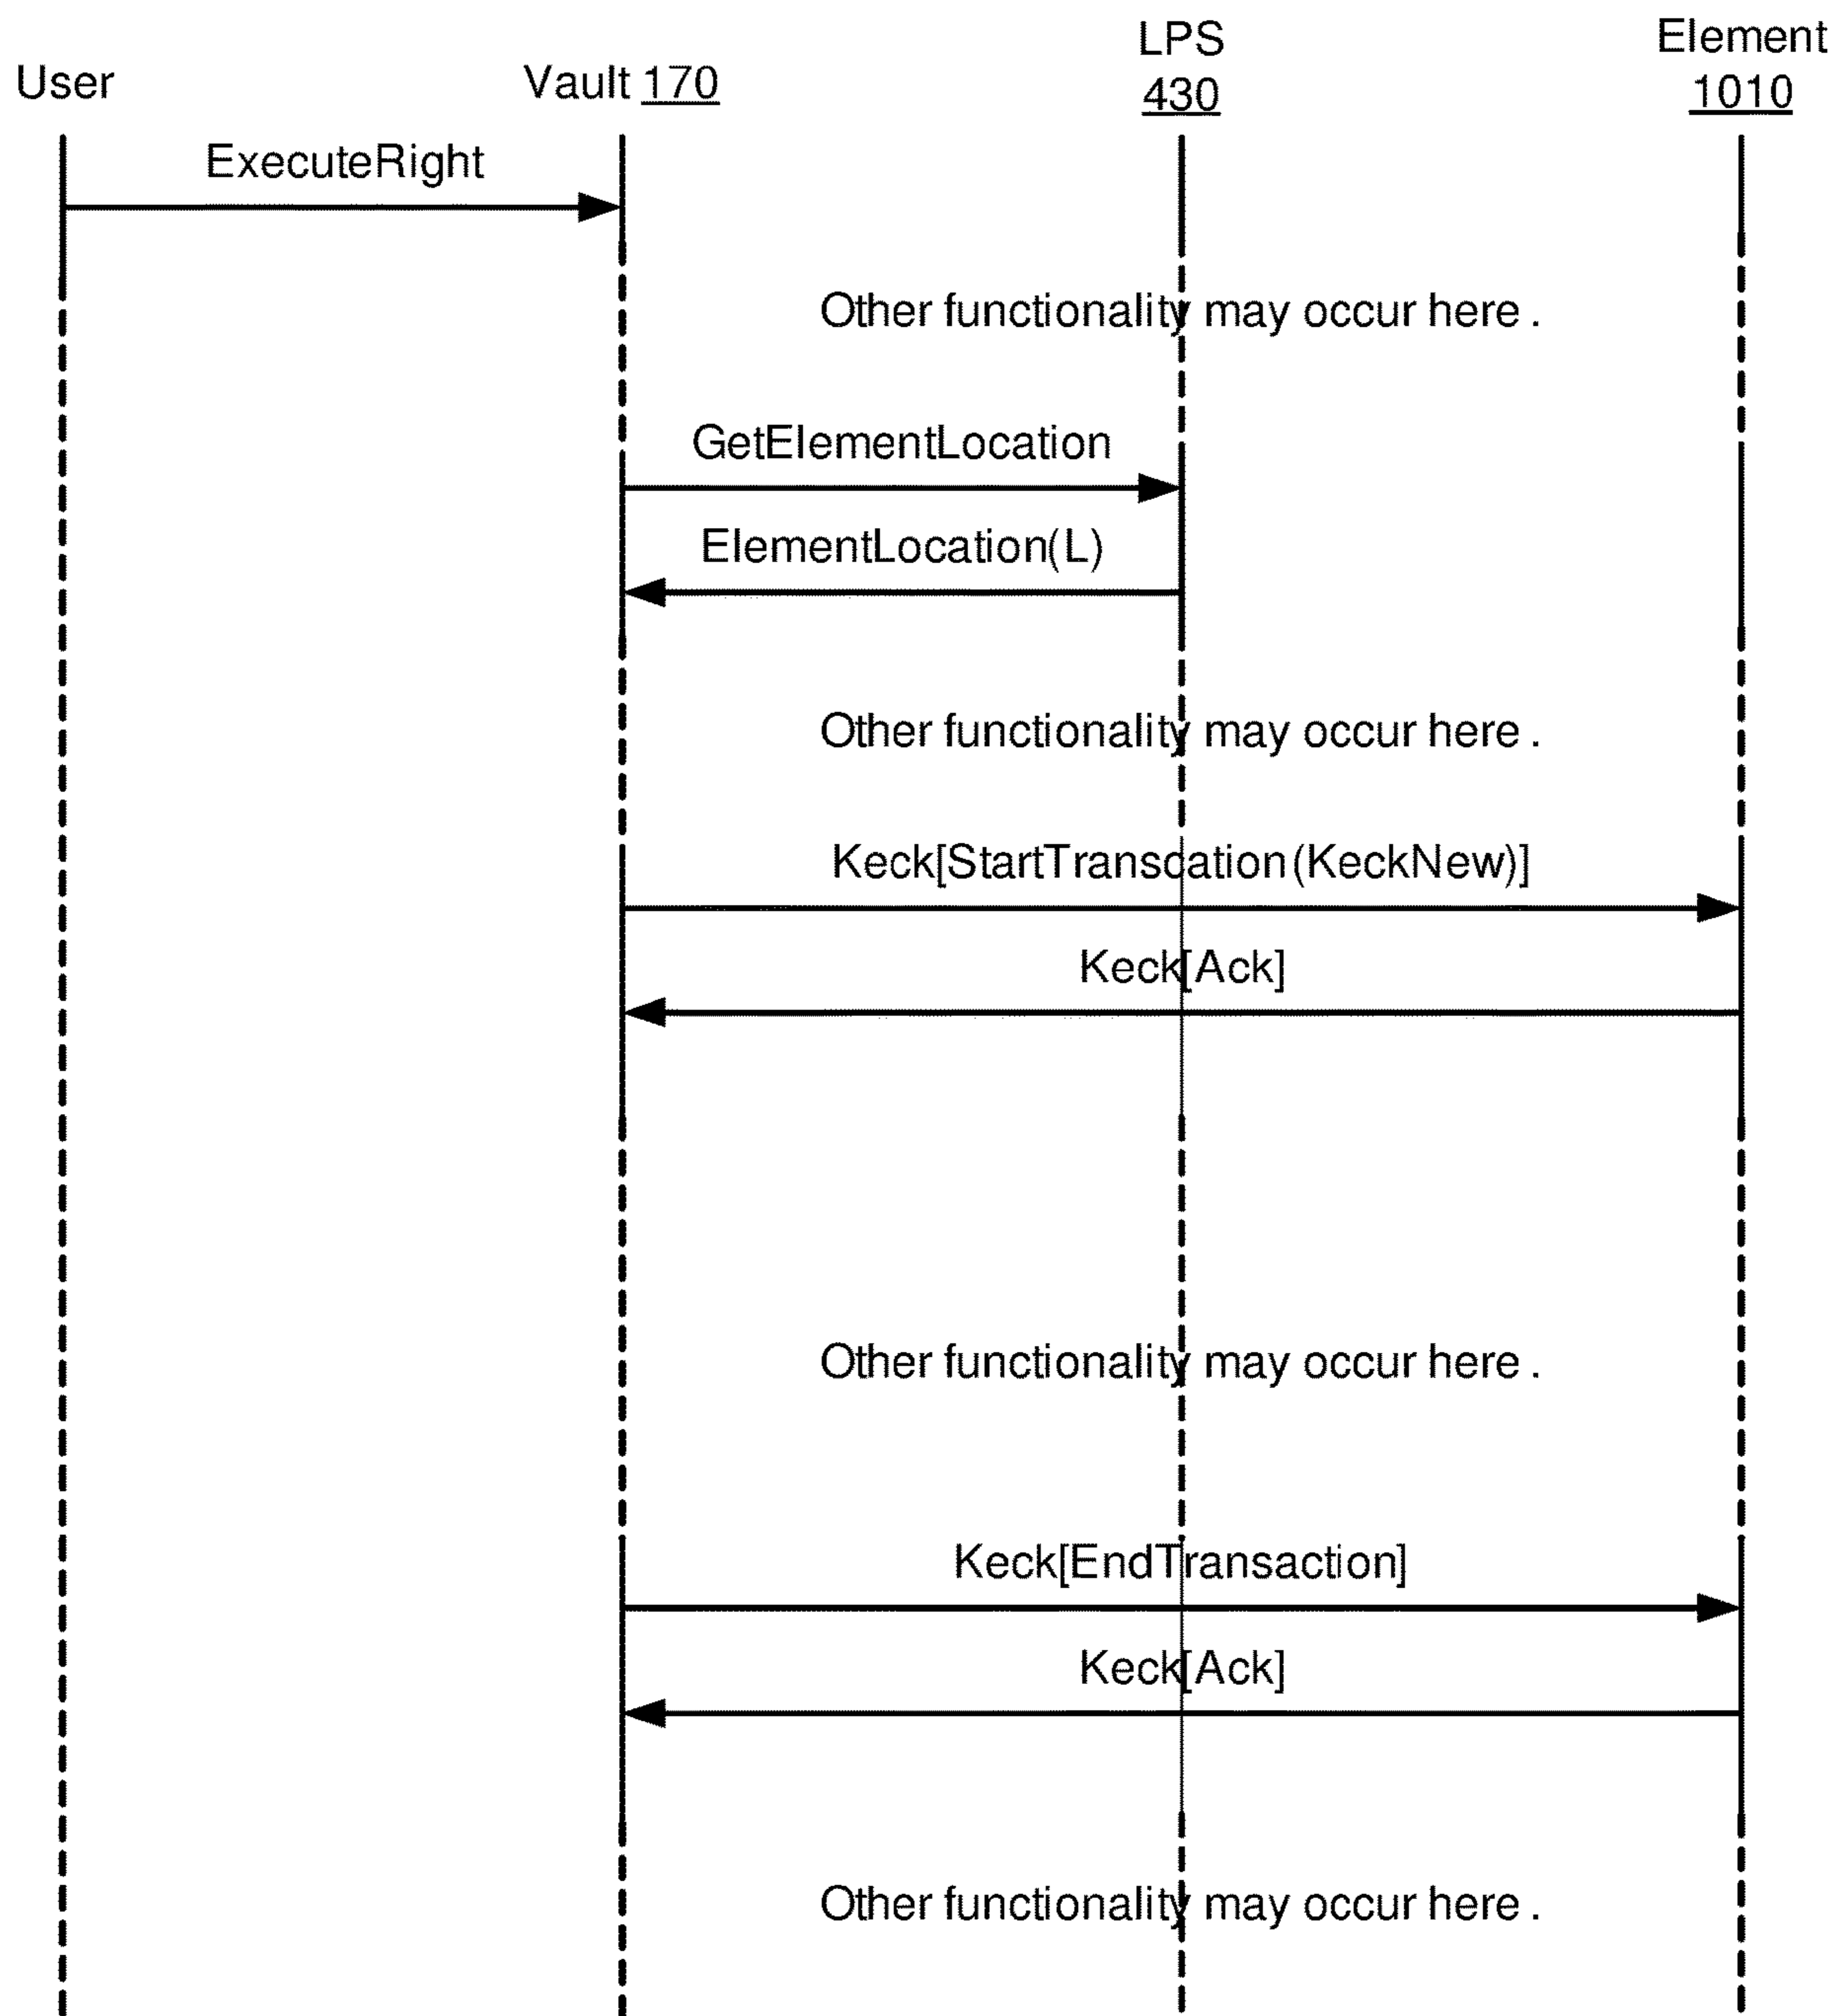 User
Vault 170
LPS
430
Element
1010
ExecuteRight
Other functionality may occur here .
GetElementLocation
ElementLocation(L)
Other functionality may occur here .
Keck[StartTranscation(KeckNew)]
Keck[Ack]
Other functionality may occur here .
Keck[EndTransaction]
Keck[Ack]
Other functionality may occur here .